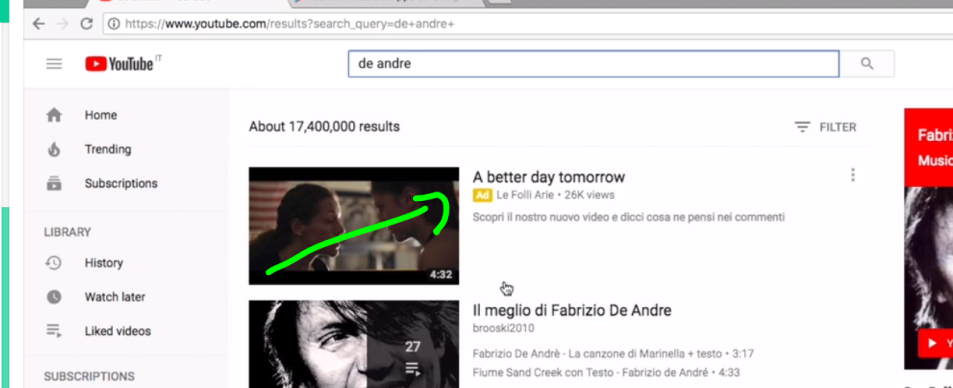 https://www.youtube.com/results?search_query=de+andre+
YouTube IT
de andre
Home
Trending
Subscriptions
LIBRARY
History
Watch later
Liked videos
SUBSCRIPTIONS
About 17,400,000 results
FILTER
A better day tomorrow
Ad Le Folli Arie • 26K views
Scopri il nostro nuovo video e dicci cosa ne pensi nei commenti
4:32
Il meglio di Fabrizio De Andre
brooski2010
27
Fabrizio De Andrè - La canzone di Marinella + testo • 3:17
Fiume Sand Creek con Testo - Fabrizio de André • 4:33
Fabri
Music
Y